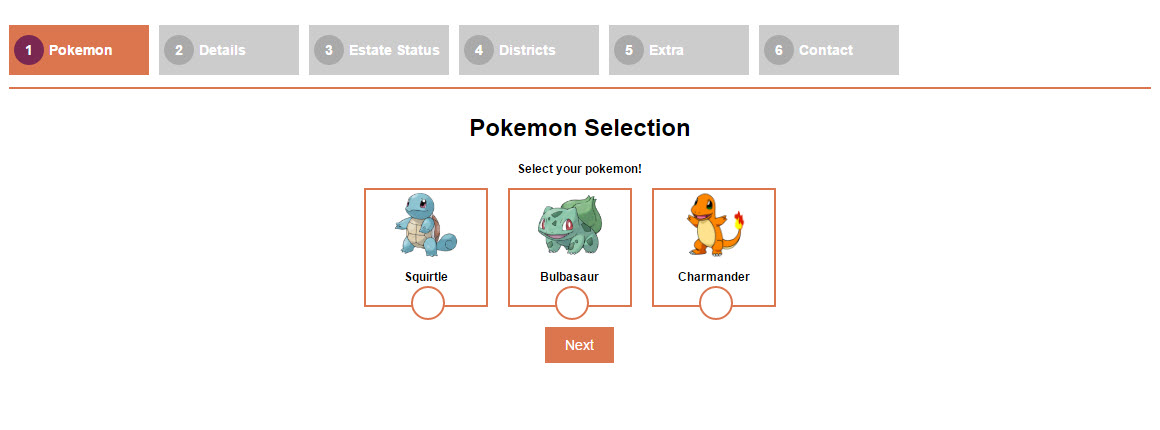 1 Pokemon 2 Details 3 Estate Status 4 Districts 5 Extra 6 Contact
Pokemon Selection
Select your pokemon!
Squirtle Bulbasaur Charmander
Next